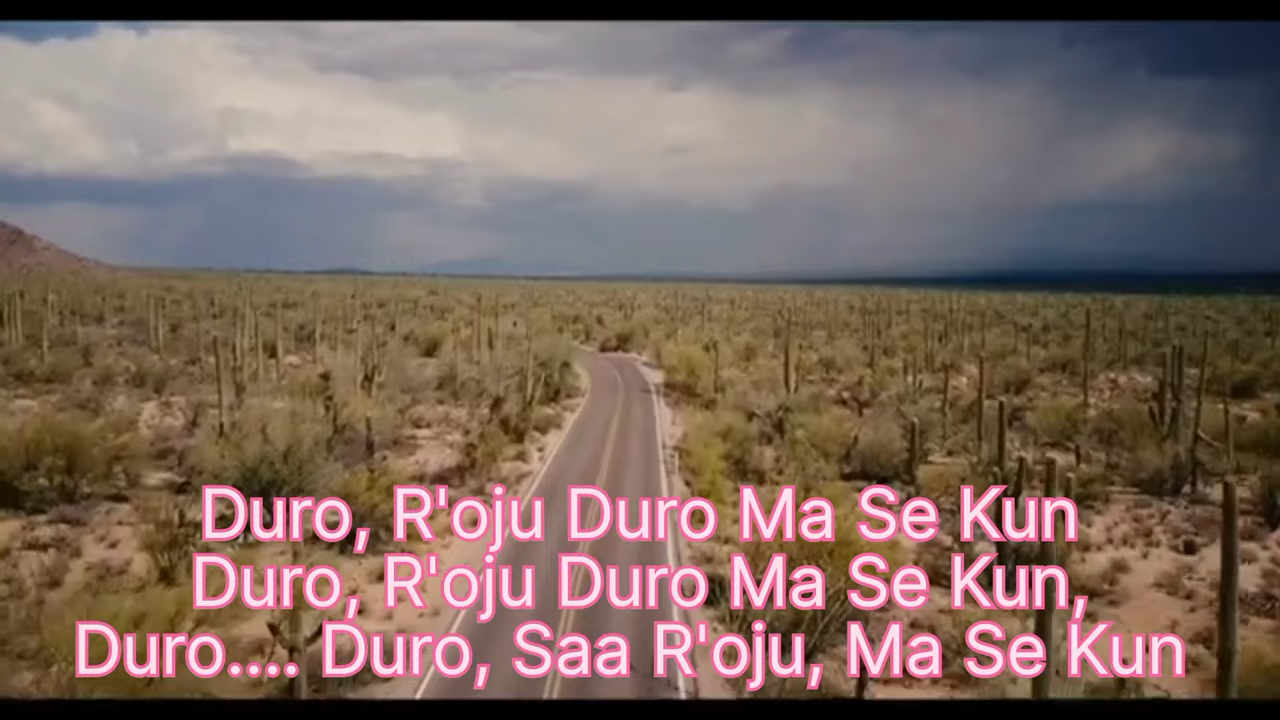 Duro, R'oju Duro Ma Se Kun
Duro, R'oju Duro Ma Se Kun,
Duro.... Duro, Saa R'oju, Ma Se Kun